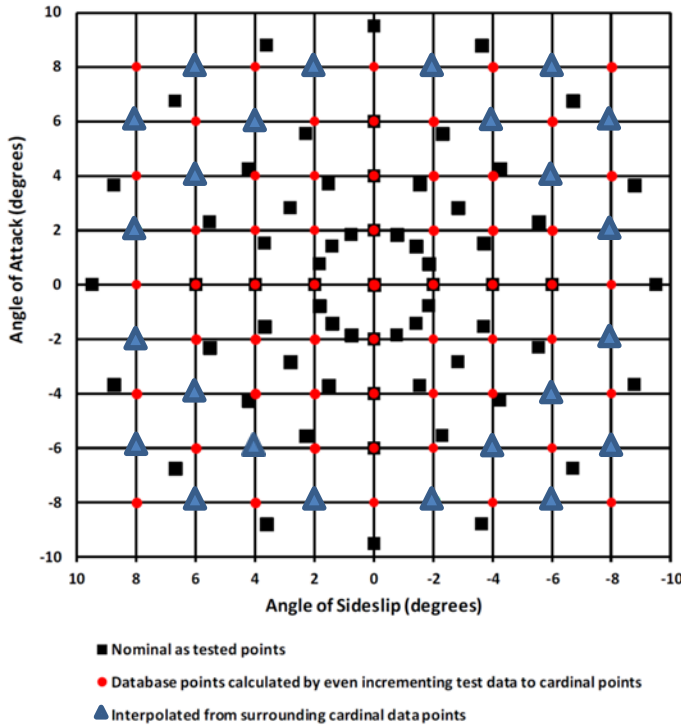 10
8
6
4
2
0
-2
-4
-6
-8
-10
Angle of Attack (degrees)
10 8 6 4 2 0 -2 -4 -6 -8 -10
Angle of Sideslip (degrees)
Nominal as tested points
Database points calculated by even incrementing test data to cardinal points
Interpolated from surrounding cardinal data points